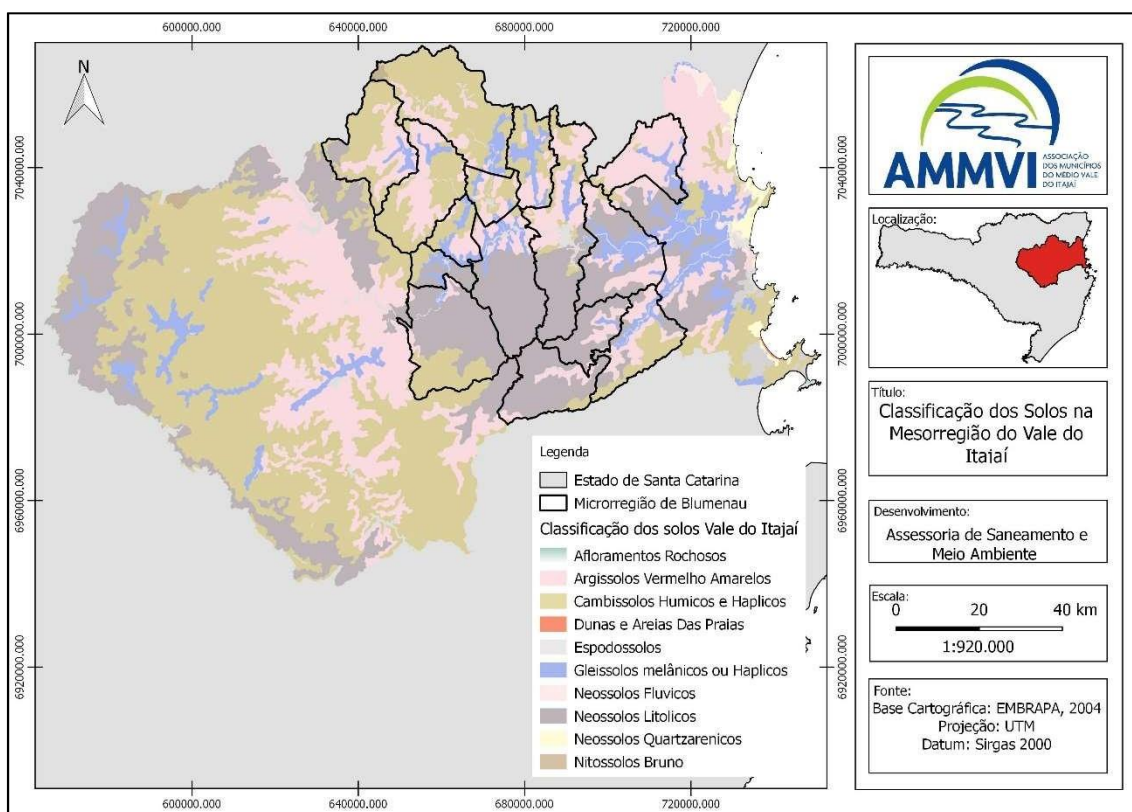 600000.000 640000.000 680000.000 720000.000
7040000.000
7000000.000
6960000.000
6920000.000
N
7040000.000
7000000.000
6960000.000
6920000.000
600000.000 640000.000 680000.000 720000.000
Legenda
Estado de Santa Catarina
Microrregião de Blumenau
Classificação dos solos Vale do Itajaí
Afloramentos Rochosos
Argissolos Vermelho Amarelos
Cambissolos Humicos e Haplicos
Dunas e Areias Das Praias
Espodossolos
Gleissolos melânicos ou Haplicos
Neossolos Fluvicos
Neossolos Litolicos
Neossolos Quartzarenicos
Nitossolos Bruno
AMMVI
ASSOCIAÇÃO
DOS MUNICÍPIOS
DO MÉDIO VALE
DO ITAJAÍ
Localização:
Título:
Classificação dos Solos na
Mesorregião do Vale do
Itajaí
Desenvolvimento:
Assessoria de Saneamento e
Meio Ambiente
Escala:
0 20 40 km
1:920.000
Fonte:
Base Cartográfica: EMBRAPA, 2004
Projeção: UTM
Datum: Sirgas 2000